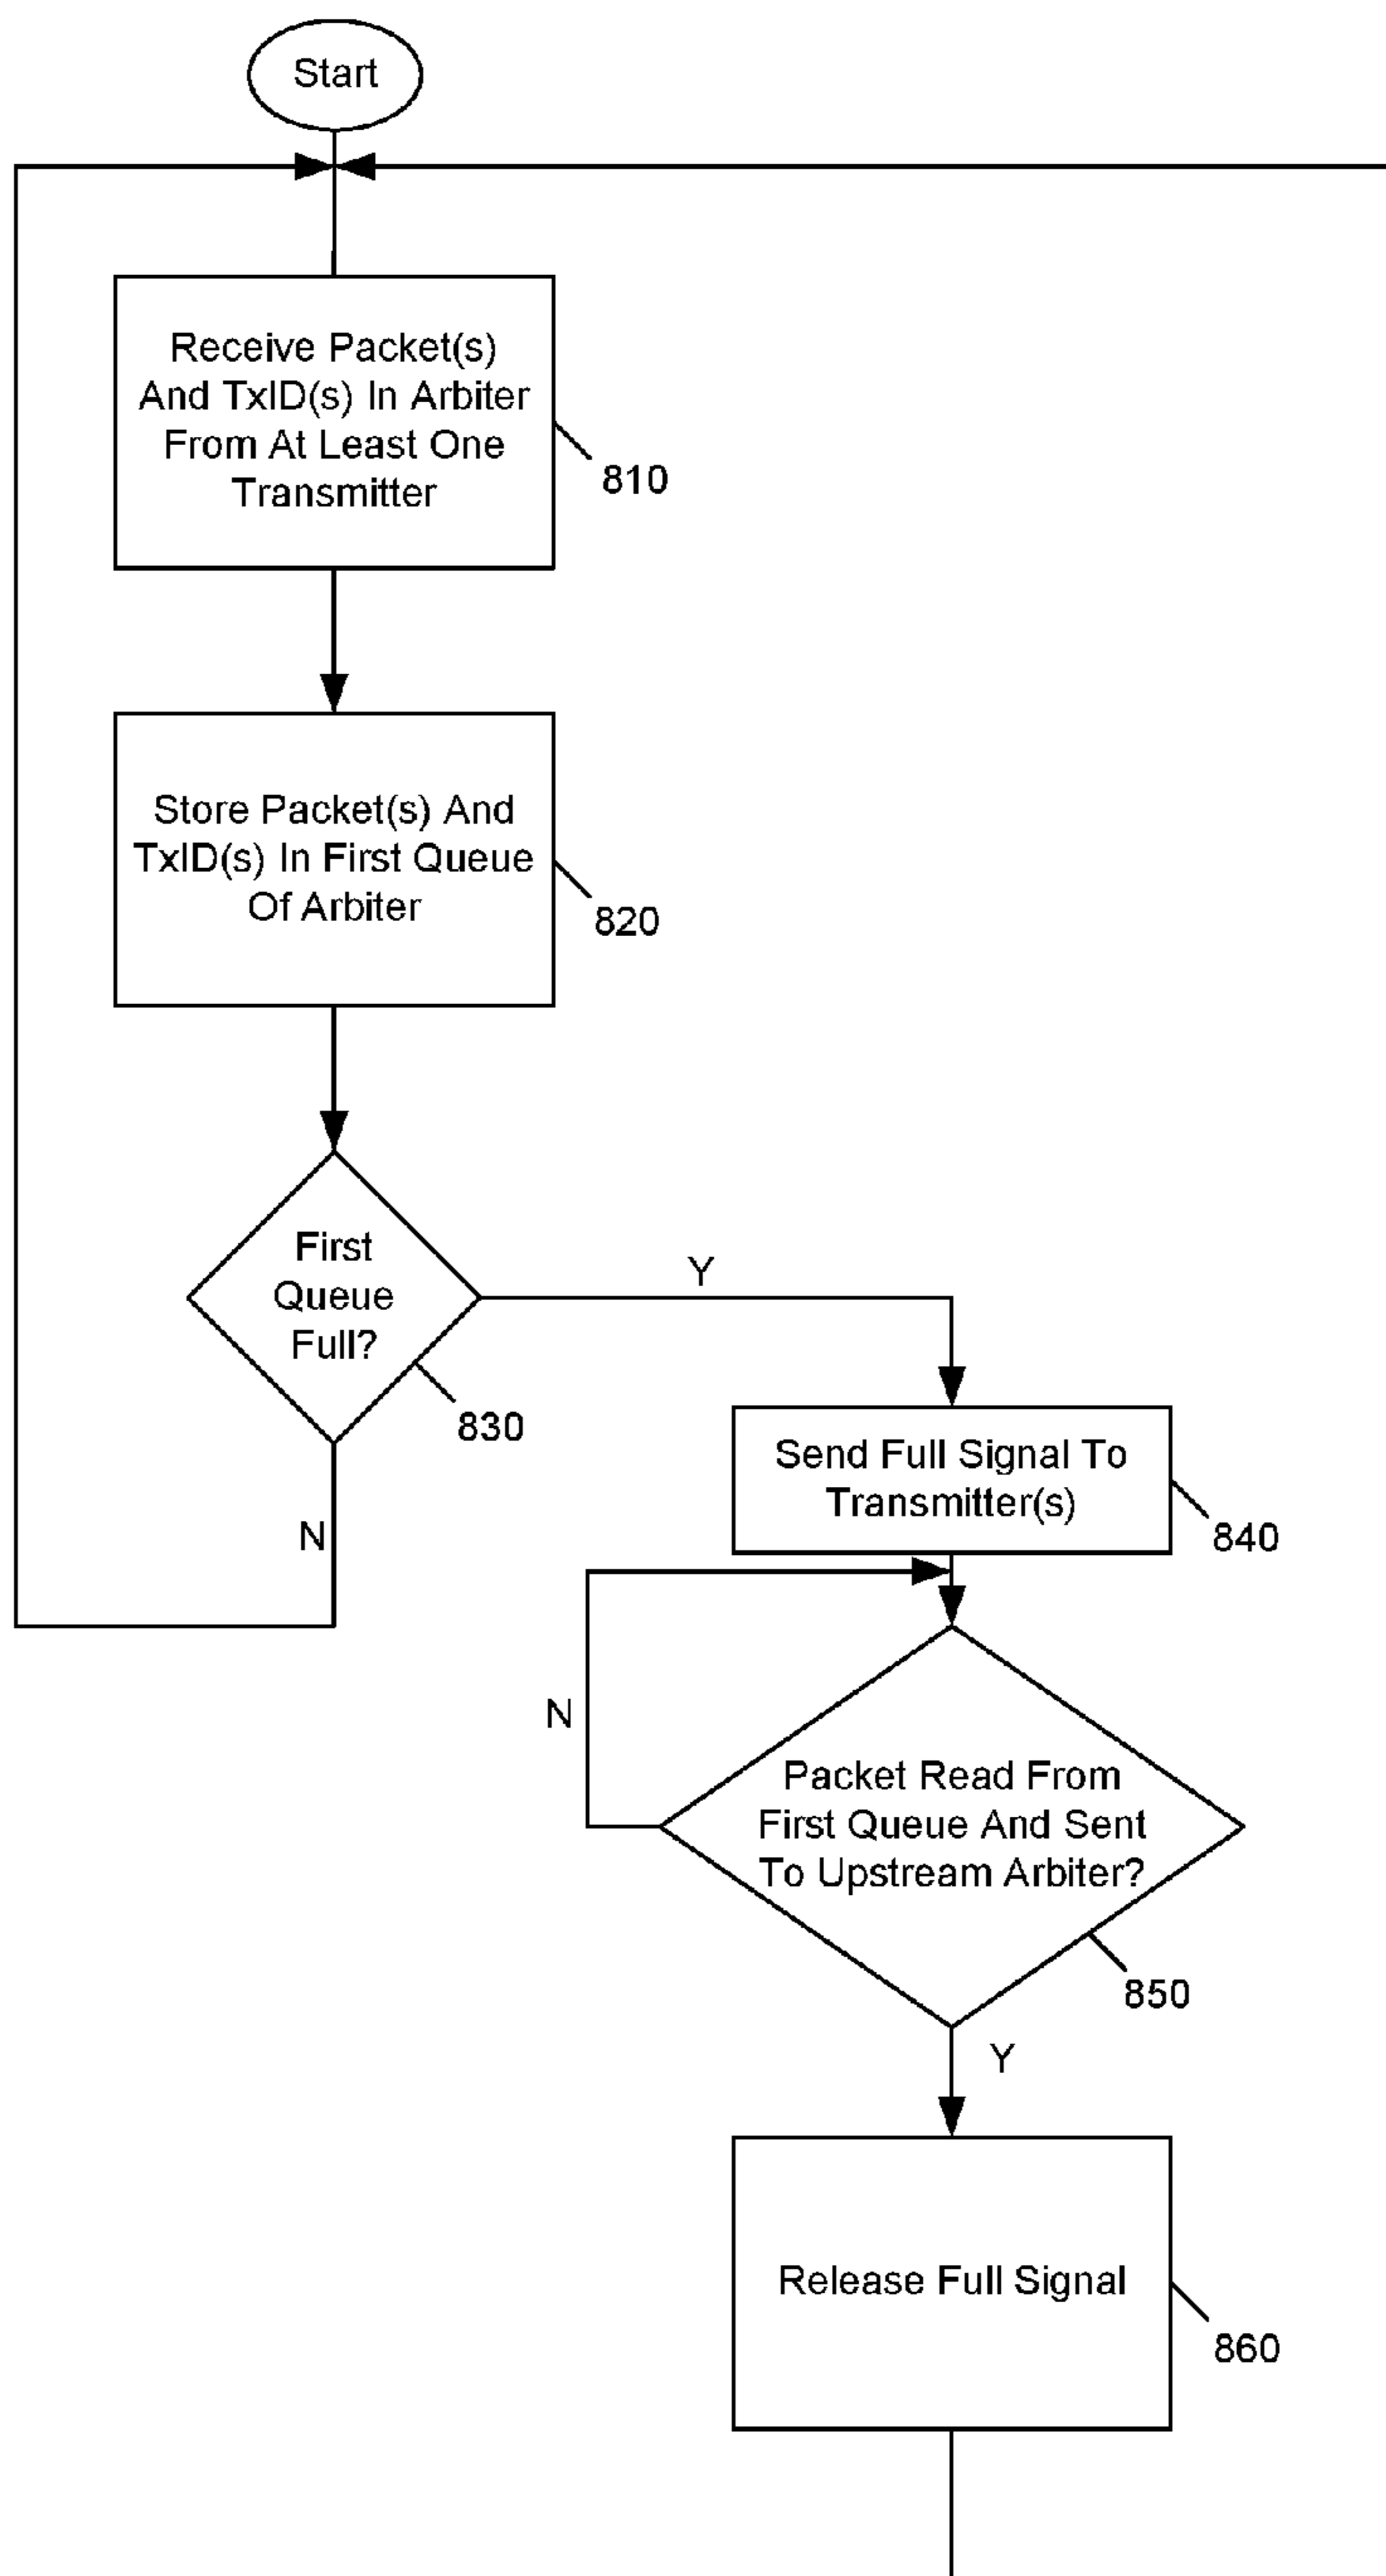 Start
Receive Packet(s)
And TxID(s) In Arbiter
From At Least One
Transmitter
810
Store Packet(s) And
TxID(s) In First Queue
Of Arbiter
820
First
Queue
Full?
830
Y
N
Send Full Signal To
Transmitter(s)
840
N
Packet Read From
First Queue And Sent
To Upstream Arbiter?
850
Y
Release Full Signal
860